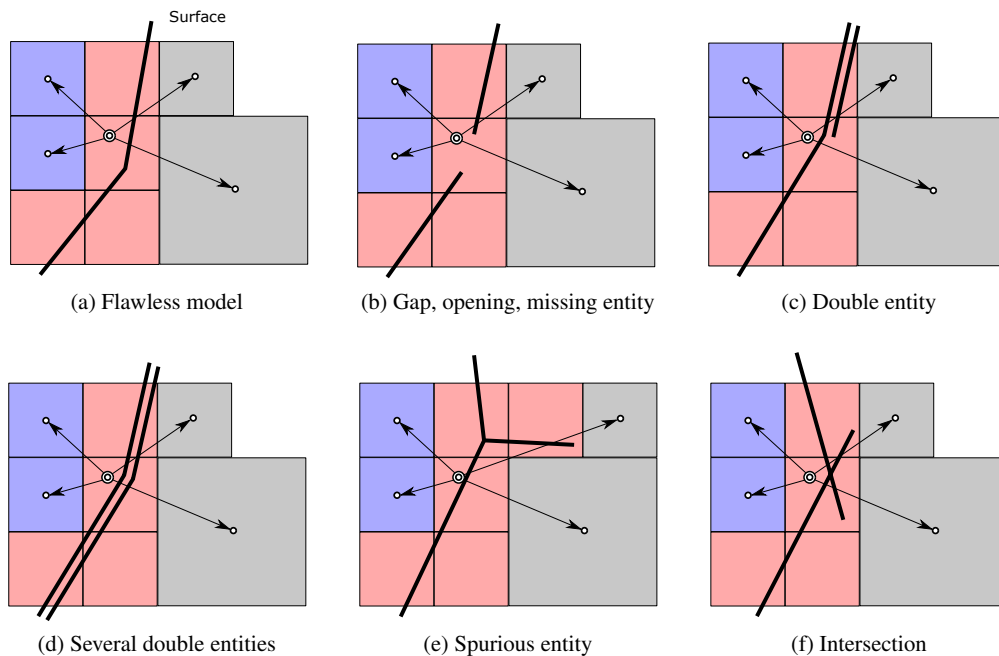 Surface
(a) Flawless model
(b) Gap, opening, missing entity
(c) Double entity
(d) Several double entities
(e) Spurious entity
(f) Intersection